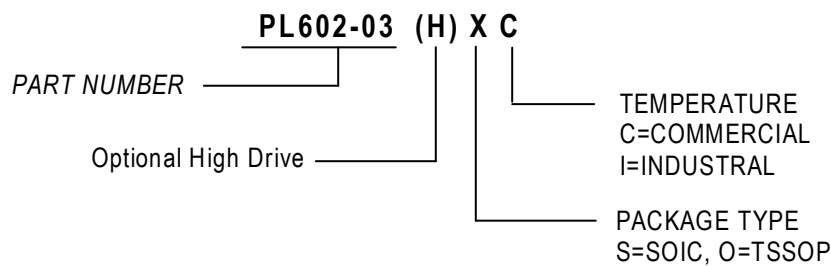 PL602-03 (H) X C
PART NUMBER
TEMPERATURE
C=COMMERCIAL
I=INDUSTRAL
Optional High Drive
PACKAGE TYPE
S=SOIC, O=TSSOP